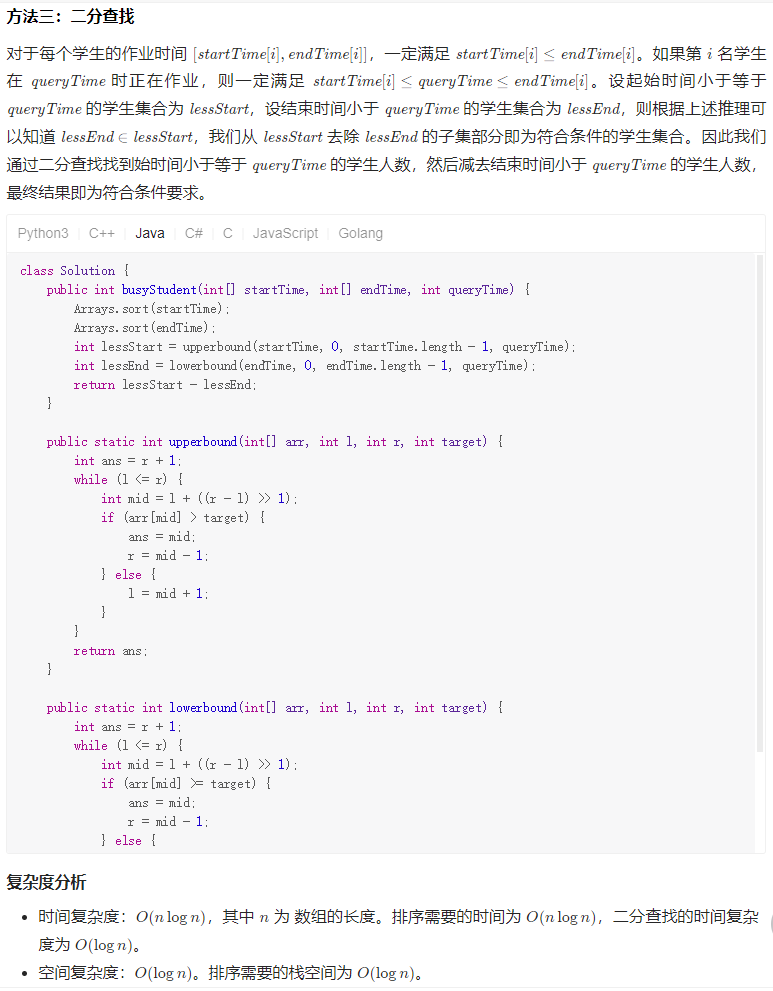 方法三：二分查找
对于每个学生的作业时间 [startTime[i], endTime[i]]，一定满足 startTime[i] ≤ endTime[i]。如果第 i 名学生
在 queryTime 时正在作业，则一定满足 startTime[i] ≤ queryTime ≤ endTime[i]。设起始时间小于等于
queryTime 的学生集合为 lessStart，设结束时间小于 queryTime 的学生集合为 lessEnd，则根据上述推理可
以知道 lessEnd ∈ lessStart，我们从 lessStart 去除 lessEnd 的子集部分即为符合条件的学生集合。因此我们
通过二分查找找到始时间小于等于 queryTime 的学生人数，然后减去结束时间小于 queryTime 的学生人数，
最终结果即为符合条件要求。
Python3 C++ Java C# C JavaScript Golang
class Solution {
    public int busyStudent(int[] startTime, int[] endTime, int queryTime) {
        Arrays.sort(startTime);
        Arrays.sort(endTime);
        int lessStart = upperbound(startTime, 0, startTime.length - 1, queryTime);
        int lessEnd = lowerbound(endTime, 0, endTime.length - 1, queryTime);
        return lessStart - lessEnd;
    }
    public static int upperbound(int[] arr, int l, int r, int target) {
        int ans = r + 1;
        while (l <= r) {
            int mid = l + ((r - l) >> 1);
            if (arr[mid] > target) {
                ans = mid;
                r = mid - 1;
            } else {
                l = mid + 1;
            }
        }
        return ans;
    }
    public static int lowerbound(int[] arr, int l, int r, int target) {
        int ans = r + 1;
        while (l <= r) {
            int mid = l + ((r - l) >> 1);
            if (arr[mid] >= target) {
                ans = mid;
                r = mid - 1;
            } else {
复杂度分析
• 时间复杂度：O(n log n)，其中 n 为 数组的长度。排序需要的时间为 O(n log n)，二分查找的时间复杂
度为 O(log n)。
• 空间复杂度：O(log n)。排序需要的栈空间为 O(log n)。